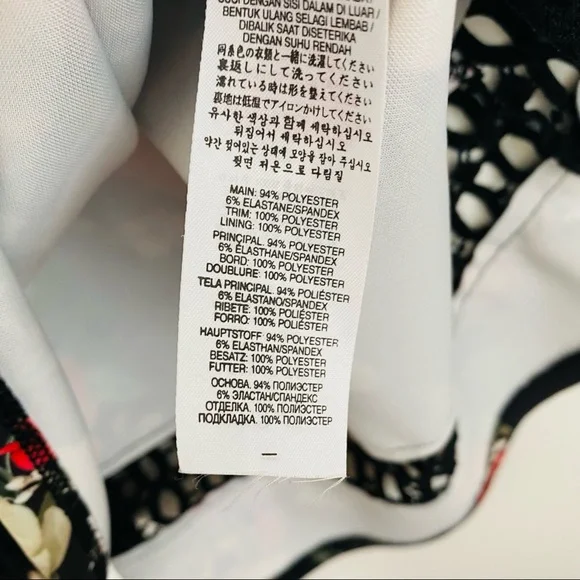 CUCI DENGAN SISI DALAM DI LUAR/
BENTUK ULANG SELAGI LEMBAB /
DIBALIK SAAT DISETERIKA
DENGAN SUHU RENDAH
同系色の衣類と一緒に洗濯してください
裏返しにして洗ってください
濡れている時は形を整えてください
裏地は低温でアイロンかけしてください
유사한 색상과 함께 세탁하십시오
뒤집어서 세탁하십시오
약간 젖어있는 상태에 모양을 잡아 주십시오
뒷면 저온으로 다림질
MAIN: 94% POLYESTER
6% ELASTANE/SPANDEX
TRIM: 100% POLYESTER
LINING: 100% POLYESTER
PRINCIPAL. 94% POLYESTER
6% ELASTHANE/SPANDEX
BORD: 100% POLYESTER
DOUBLURE: 100% POLYESTER
TELA PRINCIPAL. 94% POLIÉSTER
6% ELASTANO/SPANDEX
RIBETE: 100% POLIÉSTER
FORRO: 100% POLIÉSTER
HAUPTSTOFF: 94% POLYESTER
6% ELASTHAN/SPANDEX
BESATZ: 100% POLYESTER
FUTTER: 100% POLYESTER
ОСНОВА. 94% ПОЛИЭСТЕР
6% ЭЛАСТАН/СПАНДЕКС
ОТДЕЛКА. 100% ПОЛИЭСТЕР
ПОДКЛАДКА. 100% ПОЛИЭСТЕР